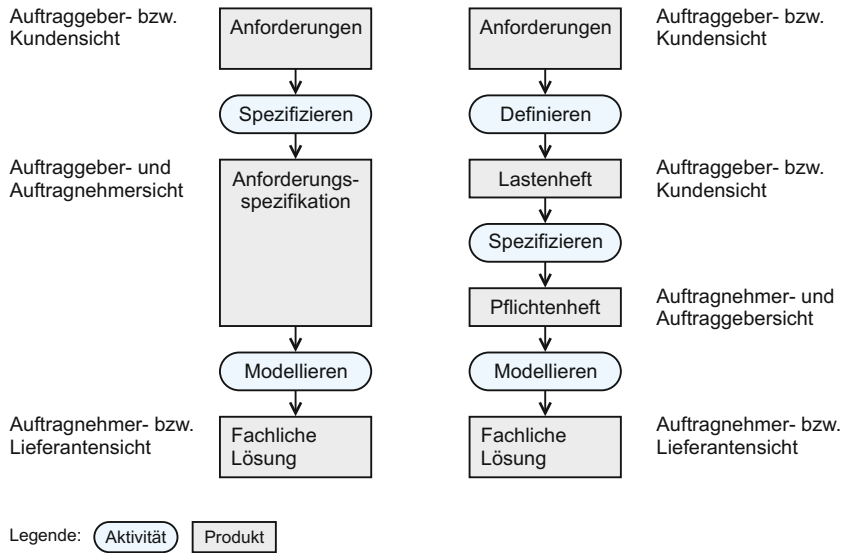 Auftraggeber- bzw.
Kundensicht
Anforderungen
Anforderungen
Auftraggeber- bzw.
Kundensicht
Spezifizieren
Definieren
Auftraggeber- und
Auftragnehmersicht
Anforderungs-
spezifikation
Lastenheft
Auftraggeber- bzw.
Kundensicht
Spezifizieren
Pflichtenheft
Auftragnehmer- und
Auftraggebersicht
Modellieren
Modellieren
Auftragnehmer- bzw.
Lieferantensicht
Fachliche
Lösung
Fachliche
Lösung
Auftragnehmer- bzw.
Lieferantensicht
Legende: Aktivität Produkt